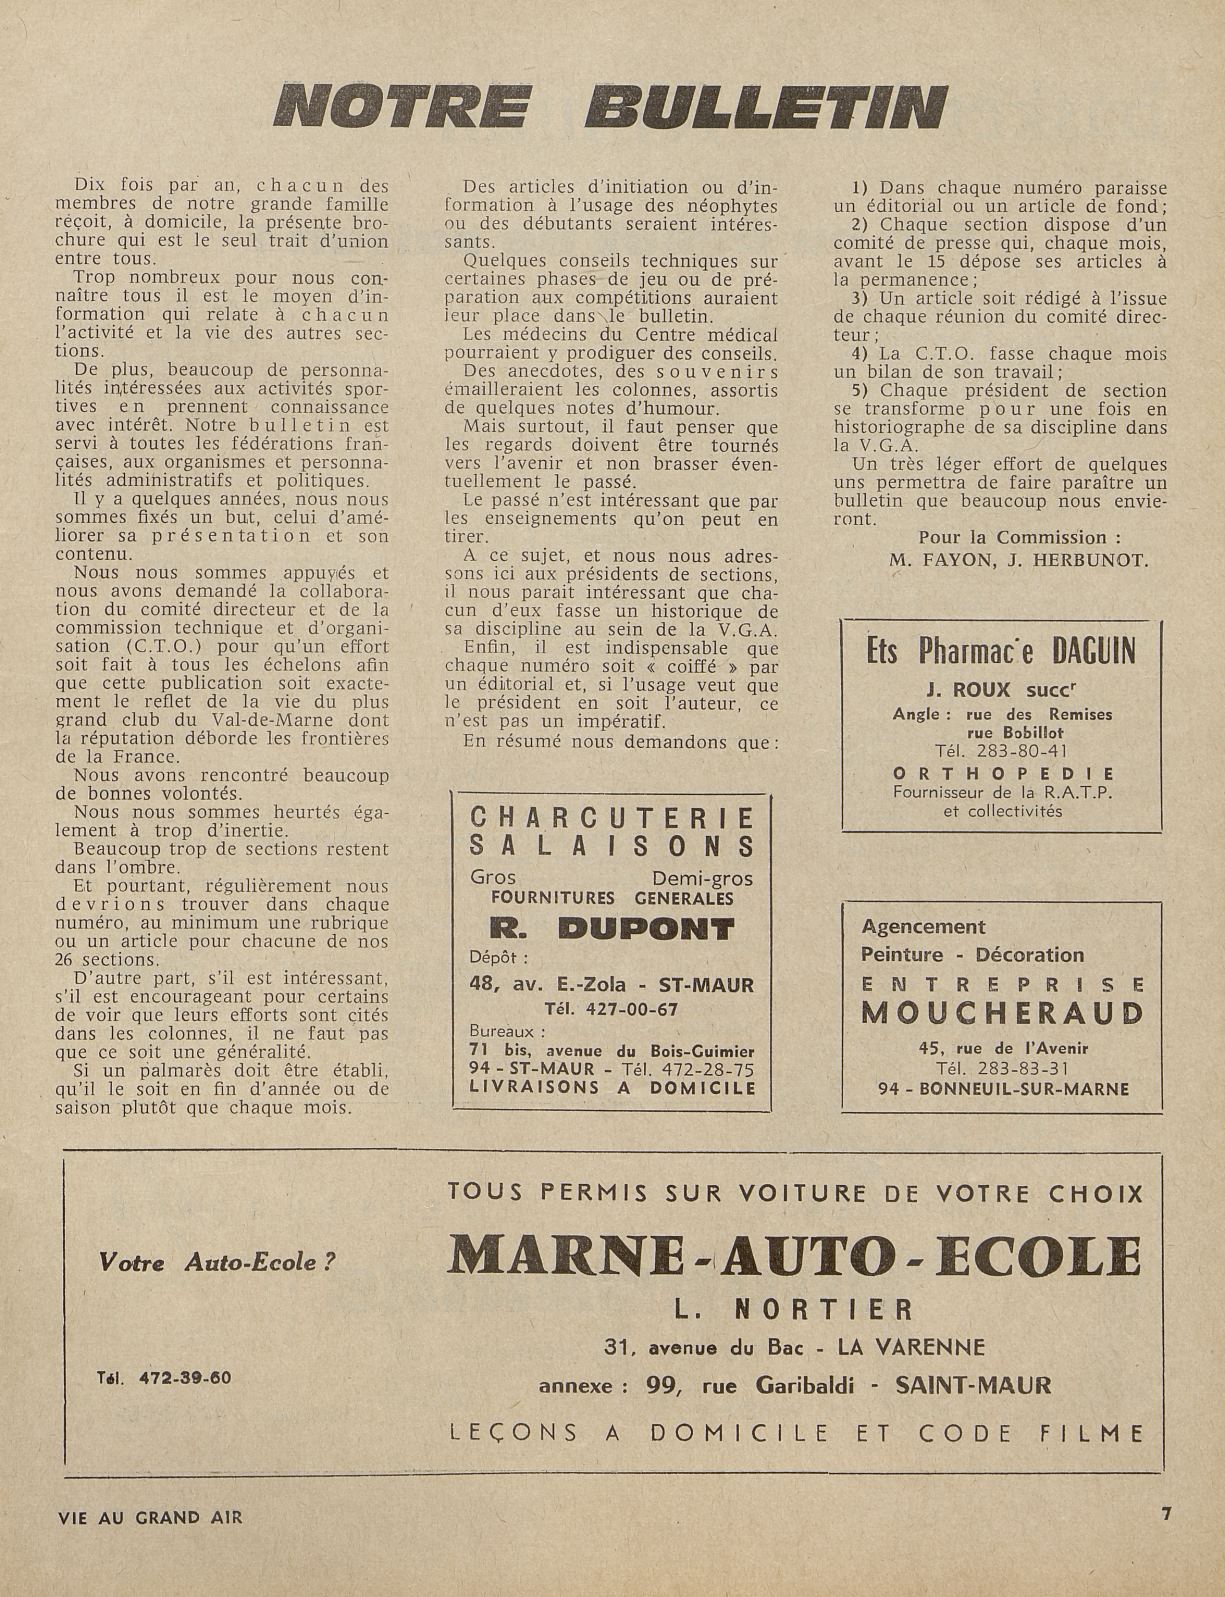 NOTRE BULLETIN
Dix fois par an, chacun des
membres de notre grande famille
reçoit, à domicile, la présente bro-
chure qui est le seul trait d'union
entre tous.
Trop nombreux pour nous con-
naître tous il est le moyen d'in-
formation qui relate à chacun
l'activité et la vie des autres sec-
tions.
De plus, beaucoup de personna-
lités intéressées aux activités spor-
tives en prennent connaissance
avec intérêt. Notre bulletin est
servi à toutes les fédérations fran-
çaises, aux organismes et personna-
lités administratifs et politiques.
Il y a quelques années, nous nous
sommes fixés un but, celui d'amé-
liorer sa présentation et son
contenu.
Nous nous sommes appuyés et
nous avons demandé la collabora-
tion du comité directeur et de la
commission technique et d'organi-
sation (C.T.O.) pour qu'un effort
soit fait à tous les échelons afin
que cette publication soit exacte-
ment le reflet de la vie du plus
grand club du Val-de-Marne dont
la réputation déborde les frontières
de la France.
Nous avons rencontré beaucoup
de bonnes volontés.
Nous nous sommes heurtés éga-
lement à trop d'inertie.
Beaucoup trop de sections restent
dans l'ombre.
Et pourtant, régulièrement nous
devrions trouver dans chaque
numéro, au minimum une rubrique
ou un article pour chacune de nos
26 sections.
D'autre part, s'il est intéressant,
s'il est encourageant pour certains
de voir que leurs efforts sont cités
dans les colonnes, il ne faut pas
que ce soit une généralité.
Si un palmarès doit être établi,
qu'il le soit en fin d'année ou de
saison plutôt que chaque mois.
Des articles d'initiation ou d'in-
formation à l'usage des néophytes
ou des débutants seraient intéres-
sants.
Quelques conseils techniques sur
certaines phases de jeu ou de pré-
paration aux compétitions auraient
leur place dans le bulletin.
Les médecins du Centre médical
pourraient y prodiguer des conseils.
Des anecdotes, des souvenirs
émailleraient les colonnes, assortis
de quelques notes d'humour.
Mais surtout, il faut penser que
les regards doivent être tournés
vers l'avenir et non brasser éven-
tuellement le passé.
Le passé n'est intéressant que par
les enseignements qu'on peut en
tirer.
A ce sujet, et nous nous adres-
sons ici aux présidents de sections,
il nous parait intéressant que cha-
cun d'eux fasse un historique de
sa discipline au sein de la V.G.A.
Enfin, il est indispensable que
chaque numéro soit « coiffé » par
un éditorial et, si l'usage veut que
le président en soit l'auteur, ce
n'est pas un impératif.
En résumé nous demandons que :
CHARCUTERIE
SALAISONS
Gros Demi-gros
FOURNITURES GENERALES
R. DUPONT
Dépôt :
48, av. E.-Zola - ST-MAUR
Tél. 427-00-67
Bureaux :
71 bis, avenue du Bois-Guimier
94 - ST-MAUR - Tél. 472-28-75
LIVRAISONS A DOMICILE
1) Dans chaque numéro paraisse
un éditorial ou un article de fond ;
2) Chaque section dispose d'un
comité de presse qui, chaque mois,
avant le 15 dépose ses articles à
la permanence ;
3) Un article soit rédigé à l'issue
de chaque réunion du comité direc-
teur ;
4) La C.T.O. fasse chaque mois
un bilan de son travail ;
5) Chaque président de section
se transforme pour une fois en
historiographe de sa discipline dans
la V.G.A.
Un très léger effort de quelques
uns permettra de faire paraître un
bulletin que beaucoup nous envie-
ront.
Pour la Commission :
M. FAYON, J. HERBUNOT.
Ets Pharmacie DAGUIN
J. ROUX succr
Angle : rue des Remises
rue Bobillot
Tél. 283-80-41
ORTHOPEDIE
Fournisseur de la R.A.T.P.
et collectivités
Agencement
Peinture - Décoration
ENTREPRISE
MOUCHERAUD
45, rue de l'Avenir
Tél. 283-83-31
94 - BONNEUIL-SUR-MARNE
Votre Auto-Ecole ?
Tél. 472-39-60
TOUS PERMIS SUR VOITURE DE VOTRE CHOIX
MARNE-AUTO-ECOLE
L. NORTIER
31, avenue du Bac - LA VARENNE
annexe : 99, rue Garibaldi - SAINT-MAUR
LEÇONS A DOMICILE ET CODE FILME
VIE AU GRAND AIR
7